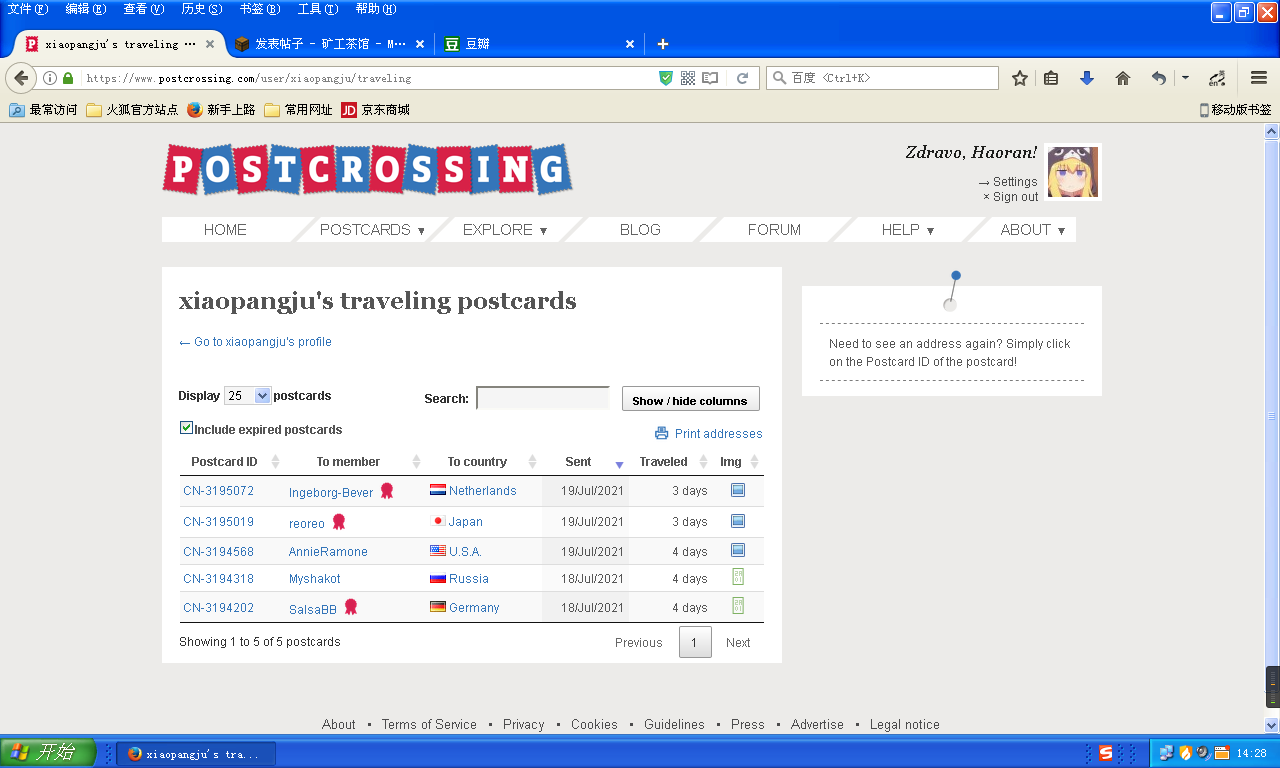 文件(F) 编辑(E) 查看(V) 历史(S) 书签(B) 工具(T) 帮助(H)
xiaopangju's traveling ··· × 发表帖子 - 矿工茶馆 - M··· × 豆瓣 × +
https://www.postcrossing.com/user/xiaopangju/traveling 百度 <Ctrl+K>
最常访问 火狐官方站点 新手上路 常用网址 JD 京东商城 移动版书签
POSTCROSSING
Zdravo, Haoran!
→ Settings
× Sign out
HOME POSTCARDS ▼ EXPLORE ▼ BLOG FORUM HELP ▼ ABOUT ▼
xiaopangju's traveling postcards
← Go to xiaopangju's profile
Need to see an address again? Simply click
on the Postcard ID of the postcard!
Display 25 postcards Search: Show / hide columns
Include expired postcards Print addresses
Postcard ID To member To country Sent Traveled Img
CN-3195072 Ingeborg-Bever Netherlands 19/Jul/2021 3 days
CN-3195019 reoreo Japan 19/Jul/2021 3 days
CN-3194568 AnnieRamone U.S.A. 19/Jul/2021 4 days
CN-3194318 Myshakot Russia 18/Jul/2021 4 days
CN-3194202 SalsaBB Germany 18/Jul/2021 4 days
Showing 1 to 5 of 5 postcards Previous 1 Next
About • Terms of Service • Privacy • Cookies • Guidelines • Press • Advertise • Legal notice
开始 xiaopangju's tra... 14:28